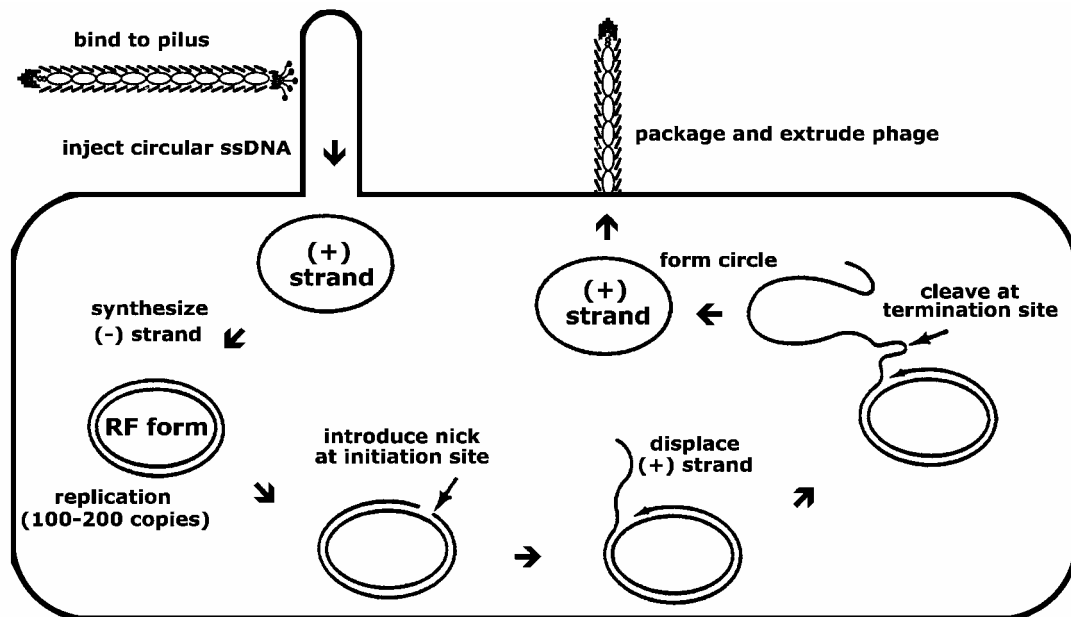 bind to pilus
inject circular ssDNA
(+)
strand
synthesize
(-) strand
RF form
replication
(100-200 copies)
introduce nick
at initiation site
displace
(+) strand
cleave at
termination site
form circle
(+)
strand
package and extrude phage